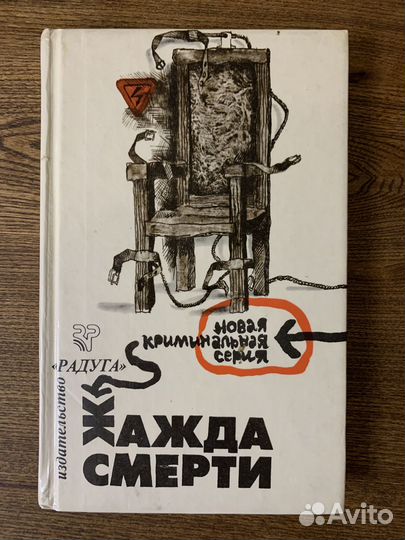 новая
криминальная
серия
издательство
«РАДУГА»
ЖАЖДА
СМЕРТИ
Avito